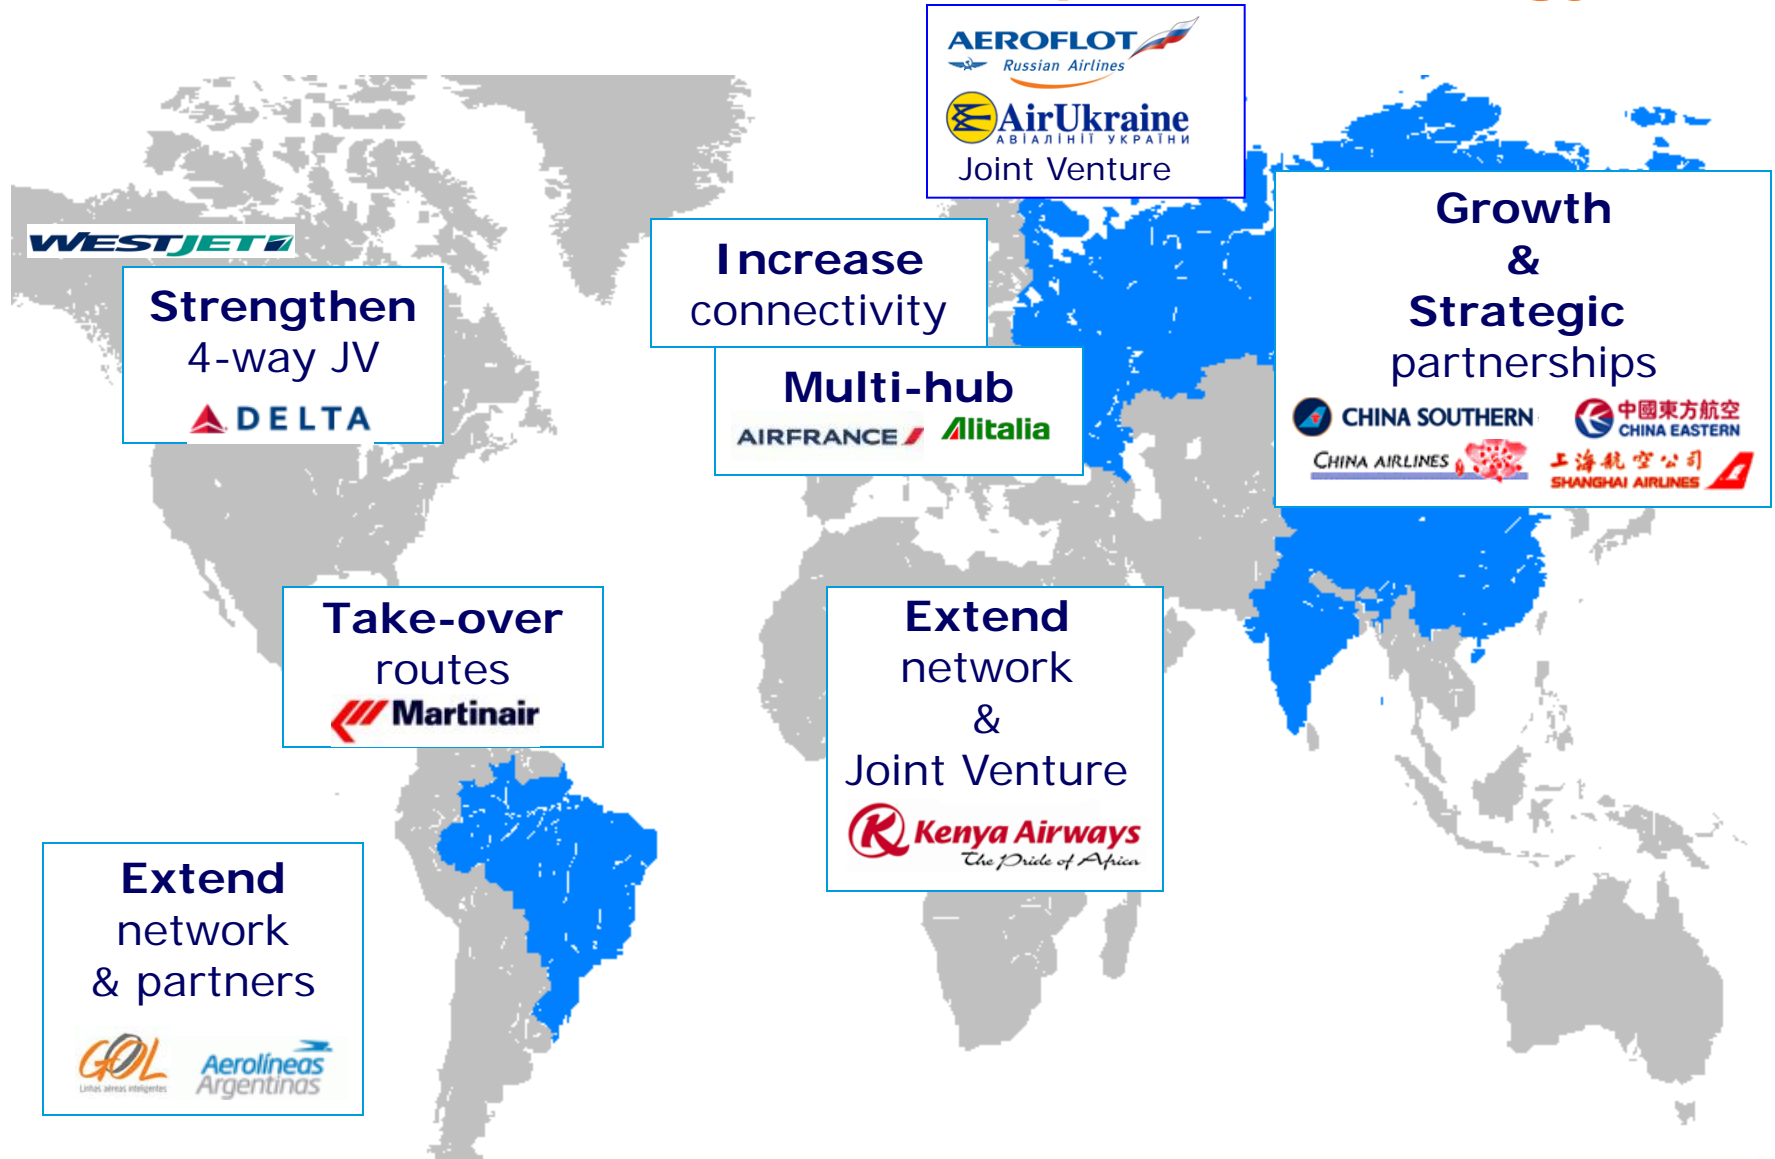 AEROFLOT
Russian Airlines
AirUkraine
АВІАЛІНІЇ УКРАЇНИ
Joint Venture
WESTJET
Strengthen
4-way JV
DELTA
Increase
connectivity
Multi-hub
AIRFRANCE Alitalia
Growth
&
Strategic
partnerships
CHINA SOUTHERN
中國東方航空
CHINA EASTERN
CHINA AIRLINES
上海航空公司
SHANGHAI AIRLINES
Take-over
routes
Martinair
Extend
network
&
Joint Venture
Kenya Airways
The Pride of Africa
Extend
network
& partners
GOL
Linhas aéreas inteligentes
Aerolíneas
Argentinas